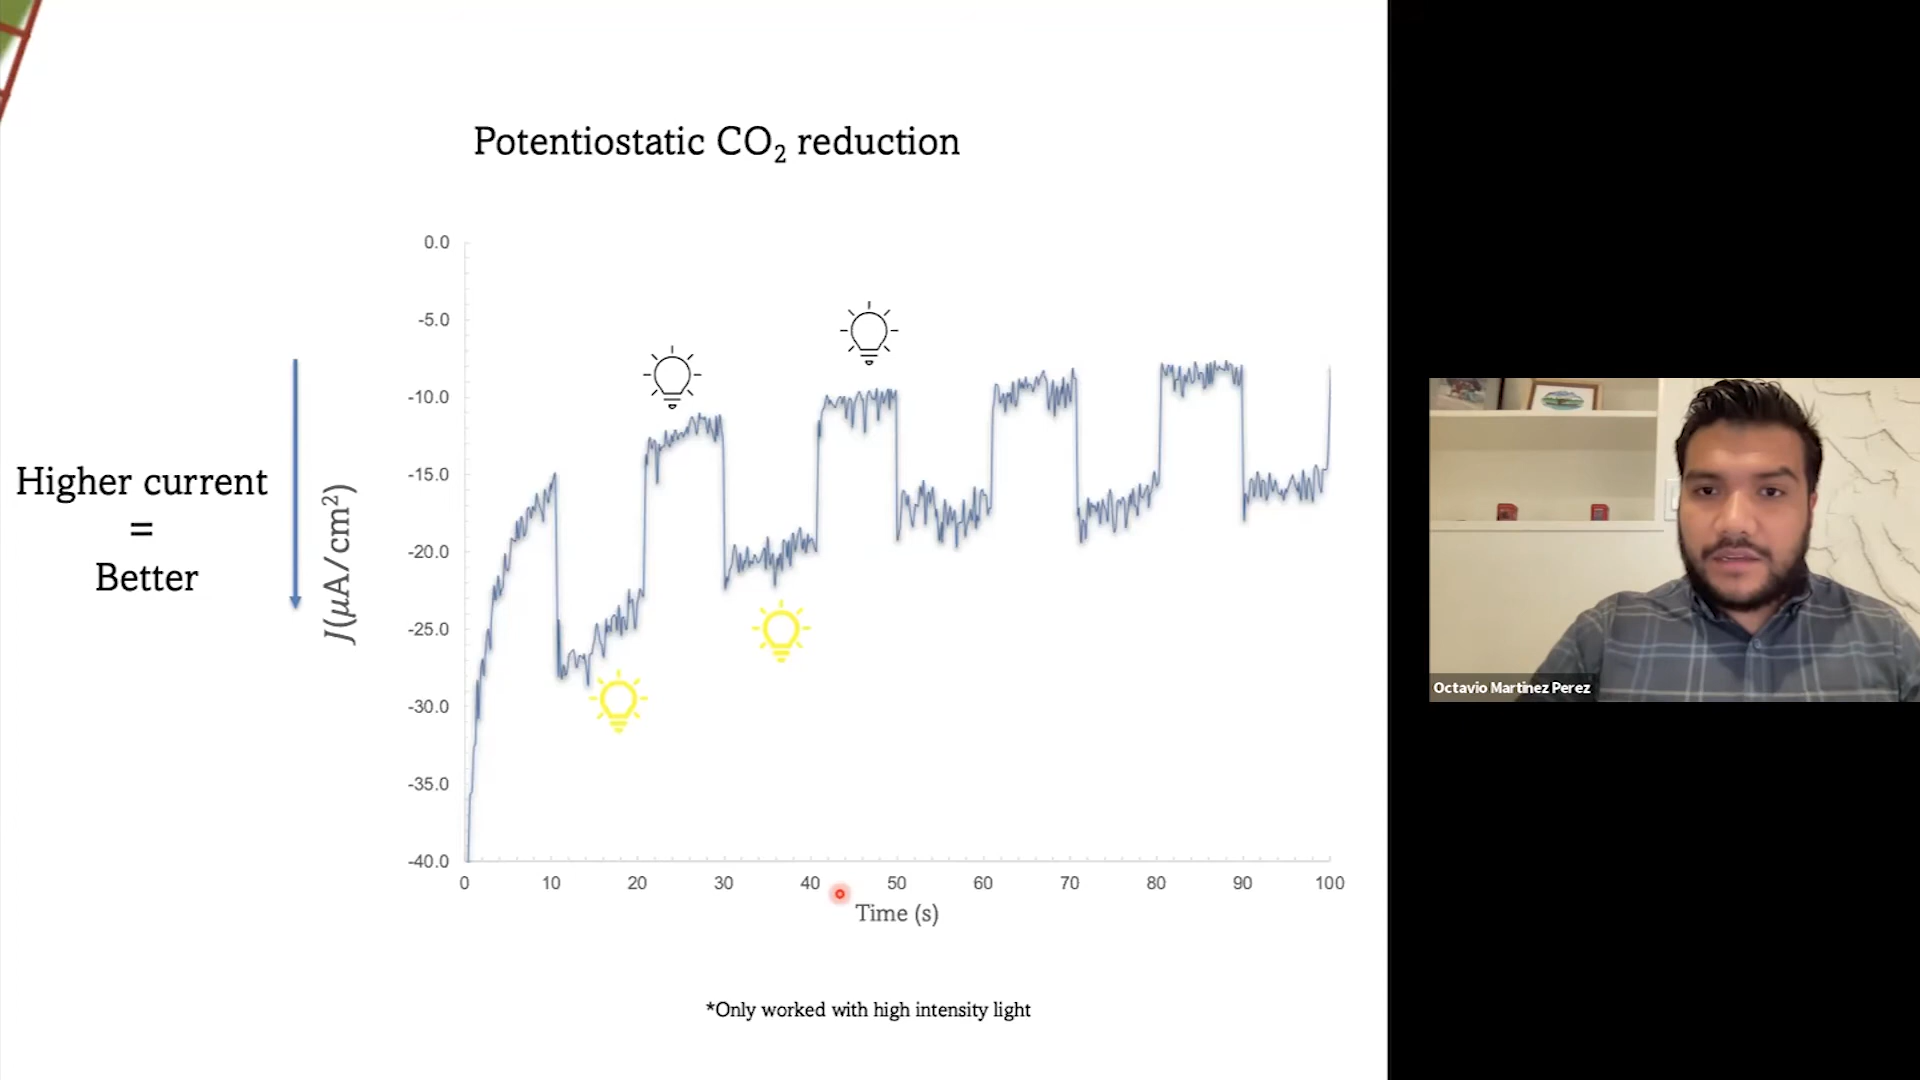 Potentiostatic CO₂ reduction
Higher current
=
Better
J(μA/cm²)
0.0
-5.0
-10.0
-15.0
-20.0
-25.0
-30.0
-35.0
-40.0
0 10 20 30 40 50 60 70 80 90 100
Time (s)
*Only worked with high intensity light
Octavio Martinez Perez